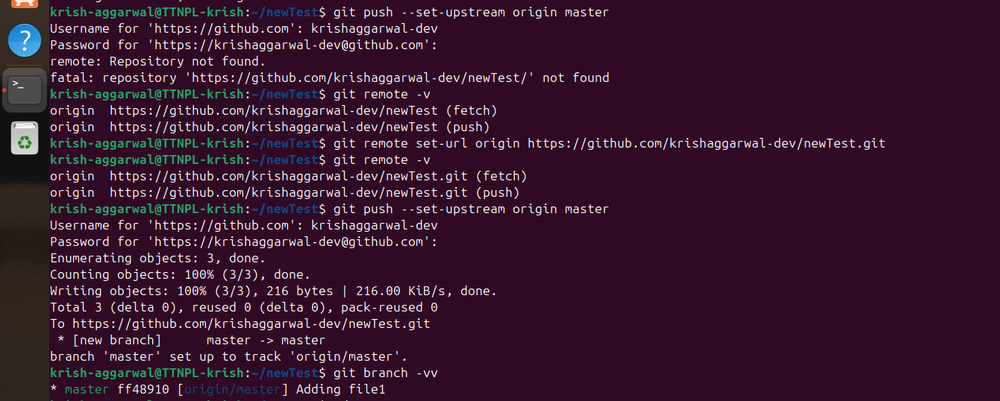 krish-aggarwal@TTNPL-krish:~/newTest$ git push --set-upstream origin master
Username for 'https://github.com': krishaggarwal-dev
Password for 'https://krishaggarwal-dev@github.com':
remote: Repository not found.
fatal: repository 'https://github.com/krishaggarwal-dev/newTest/' not found
krish-aggarwal@TTNPL-krish:~/newTest$ git remote -v
origin  https://github.com/krishaggarwal-dev/newTest (fetch)
origin  https://github.com/krishaggarwal-dev/newTest (push)
krish-aggarwal@TTNPL-krish:~/newTest$ git remote set-url origin https://github.com/krishaggarwal-dev/newTest.git
krish-aggarwal@TTNPL-krish:~/newTest$ git remote -v
origin  https://github.com/krishaggarwal-dev/newTest.git (fetch)
origin  https://github.com/krishaggarwal-dev/newTest.git (push)
krish-aggarwal@TTNPL-krish:~/newTest$ git push --set-upstream origin master
Username for 'https://github.com': krishaggarwal-dev
Password for 'https://krishaggarwal-dev@github.com':
Enumerating objects: 3, done.
Counting objects: 100% (3/3), done.
Writing objects: 100% (3/3), 216 bytes | 216.00 KiB/s, done.
Total 3 (delta 0), reused 0 (delta 0), pack-reused 0
To https://github.com/krishaggarwal-dev/newTest.git
 * [new branch]      master -> master
branch 'master' set up to track 'origin/master'.
krish-aggarwal@TTNPL-krish:~/newTest$ git branch -vv
* master ff48910 [origin/master] Adding file1